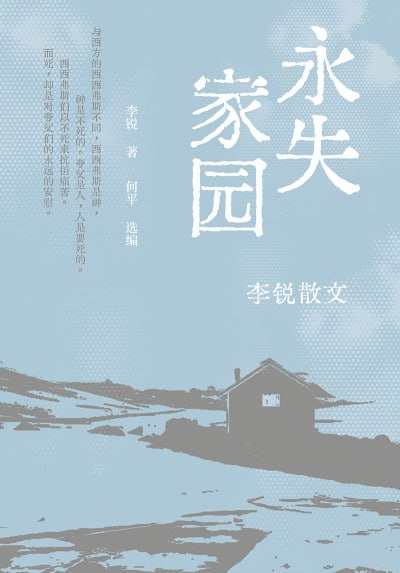 永失
家园
李锐散文
李锐 著 何平 选编
与西方的西西弗斯不同，西西弗斯是神，
神是不死的。夸父是人，人是要死的。
西西弗斯们以不死来抗拒痛苦。
而死，却是对夸父们的永远的安慰。